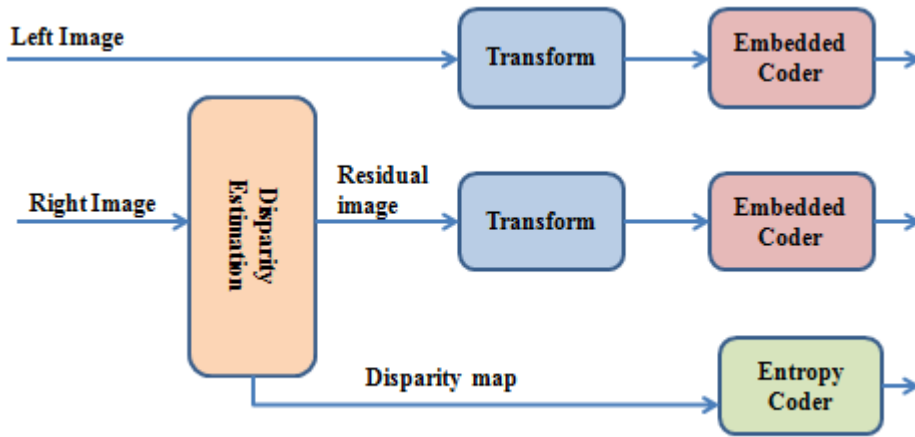 Left Image
Transform
Embedded
Coder
Right Image
Disparity
Estimation
Residual
image
Transform
Embedded
Coder
Disparity map
Entropy
Coder